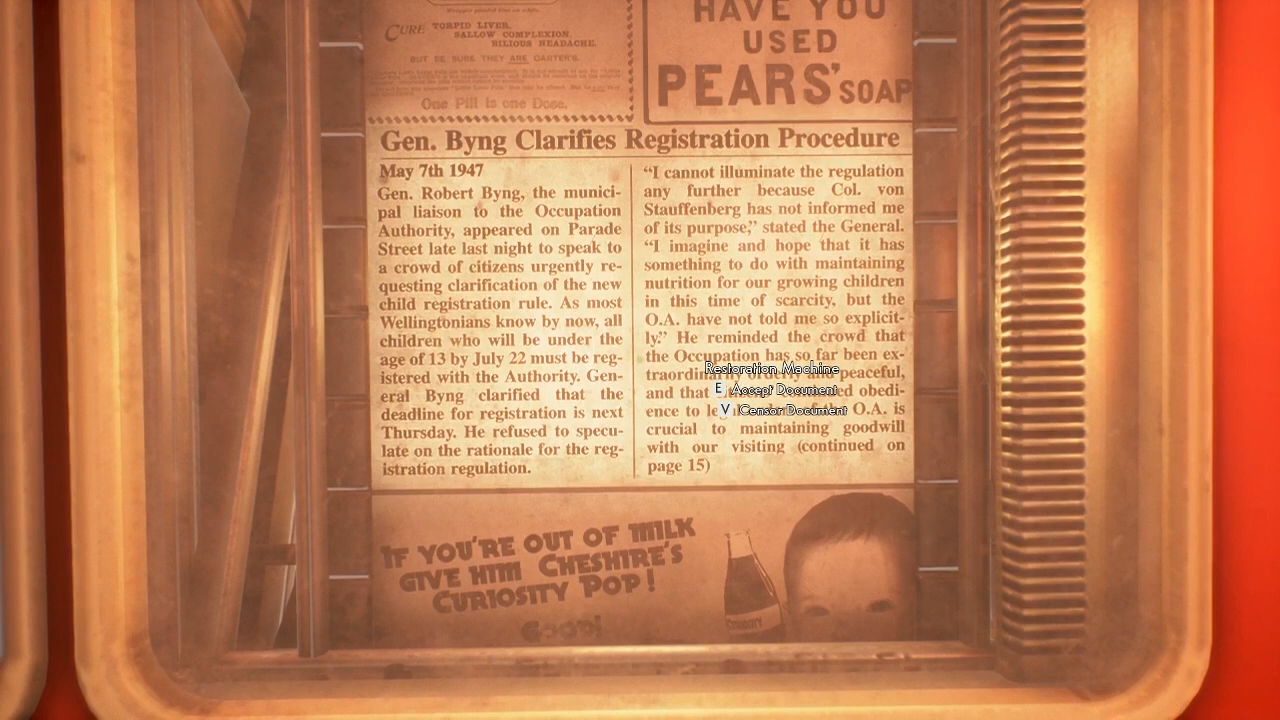 CURE TORPID LIVER,
SALLOW COMPLEXION,
BILIOUS HEADACHE.
BUT BE SURE THEY ARE CARTER'S.
One Pill is one Dose.
HAVE YOU
USED
PEARS' SOAP
Gen. Byng Clarifies Registration Procedure
May 7th 1947
Gen. Robert Byng, the munici-
pal liaison to the Occupation
Authority, appeared on Parade
Street late last night to speak to
a crowd of citizens urgently re-
questing clarification of the new
child registration rule. As most
Wellingtonians know by now, all
children who will be under the
age of 13 by July 22 must be reg-
istered with the Authority. Gen-
eral Byng clarified that the
deadline for registration is next
Thursday. He refused to specu-
late on the rationale for the reg-
istration regulation.
“I cannot illuminate the regulation
any further because Col. von
Stauffenberg has not informed me
of its purpose,” stated the General.
“I imagine and hope that it has
something to do with maintaining
nutrition for our growing children
in this time of scarcity, but the
O.A. have not told me so explicit-
ly.” He reminded the crowd that
the Occupation has so far been ex-
traordinarily orderly and peaceful,
and that ed obedi-
ence to of the O.A. is
crucial to maintaining goodwill
with our visiting (continued on
page 15)
Restoration Machine
E Accept Document
V Censor Document
IF YOU'RE OUT OF MILK
GIVE HIM CHESHIRE'S
CURIOSITY POP!
GOOD!
Curiosity